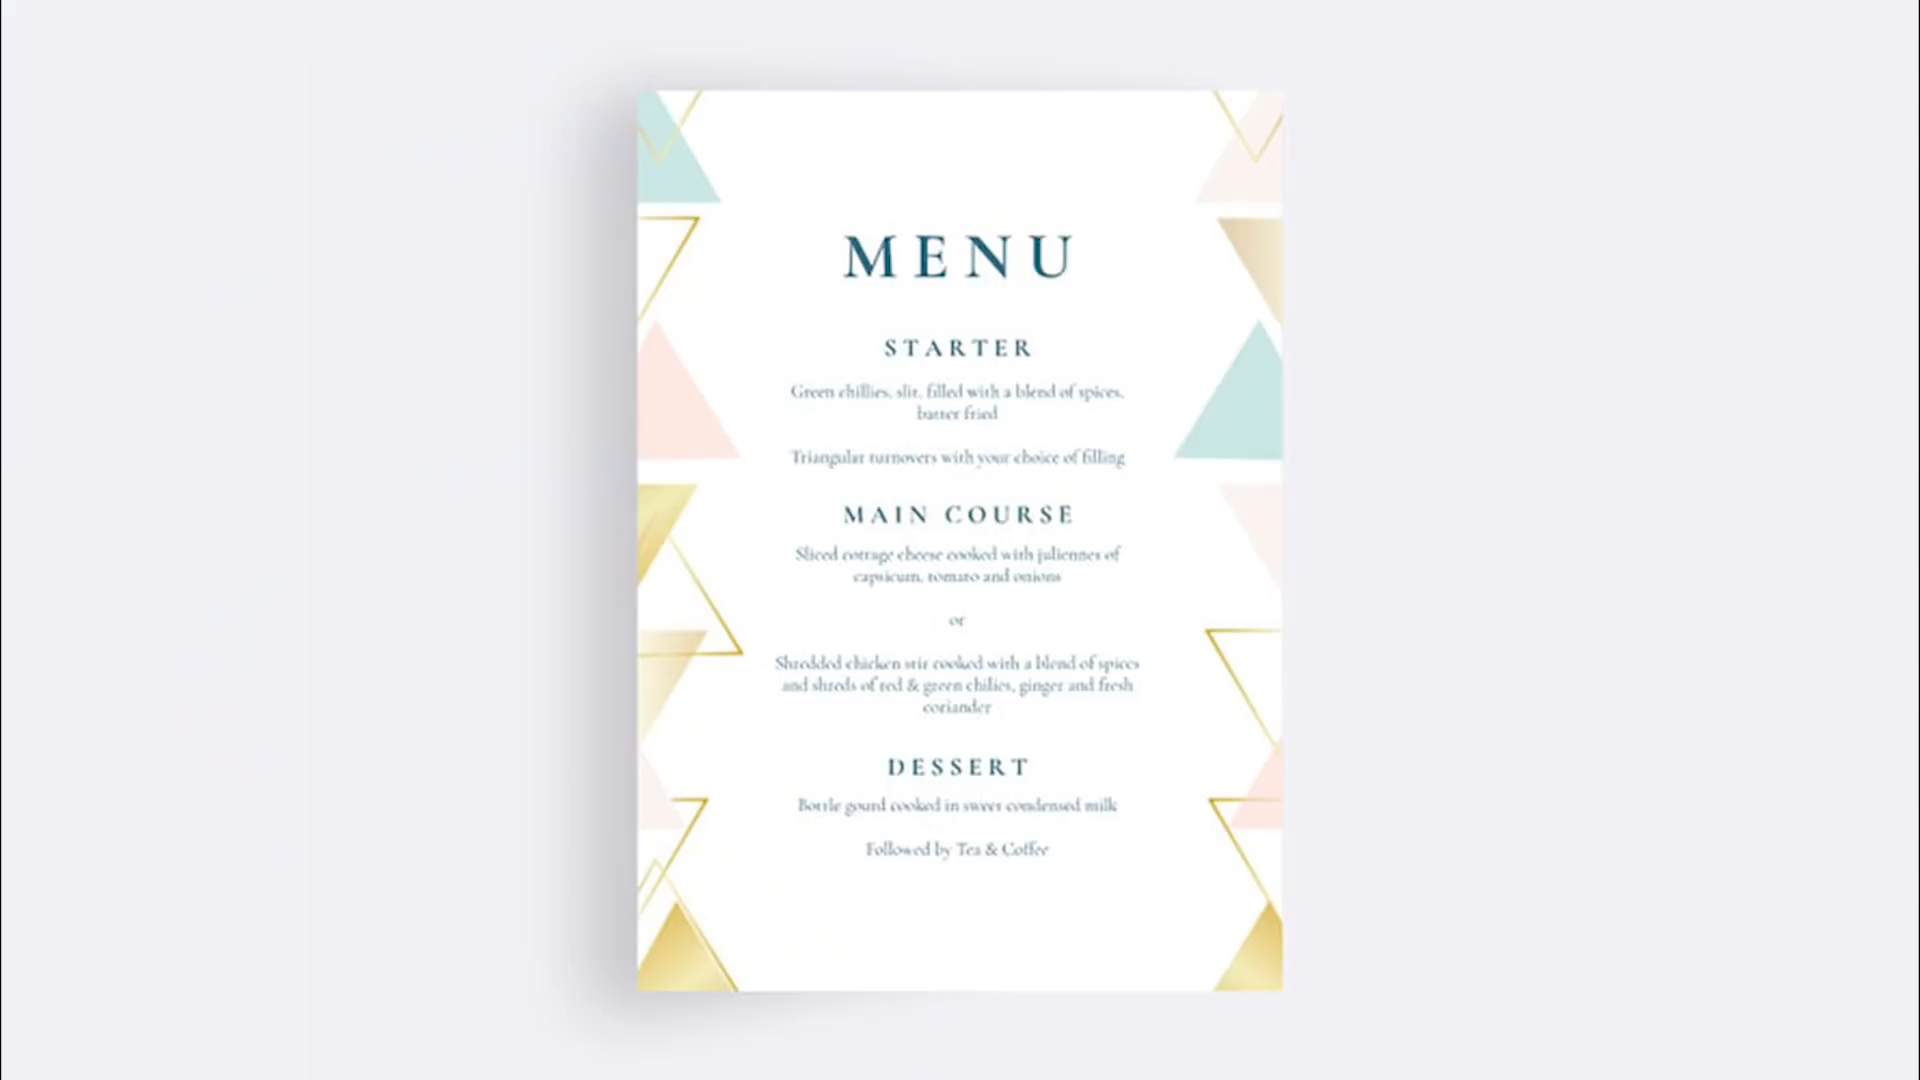 MENU
STARTER
Green chillies, slit, filled with a blend of spices,
batter fried
Triangular turnovers with your choice of filling
MAIN COURSE
Sliced cottage cheese cooked with juliennes of
capsicum, tomato and onions
or
Shredded chicken stir cooked with a blend of spices
and shreds of red & green chilies, ginger and fresh
coriander
DESSERT
Bottle gourd cooked in sweet condensed milk
Followed by Tea & Coffee